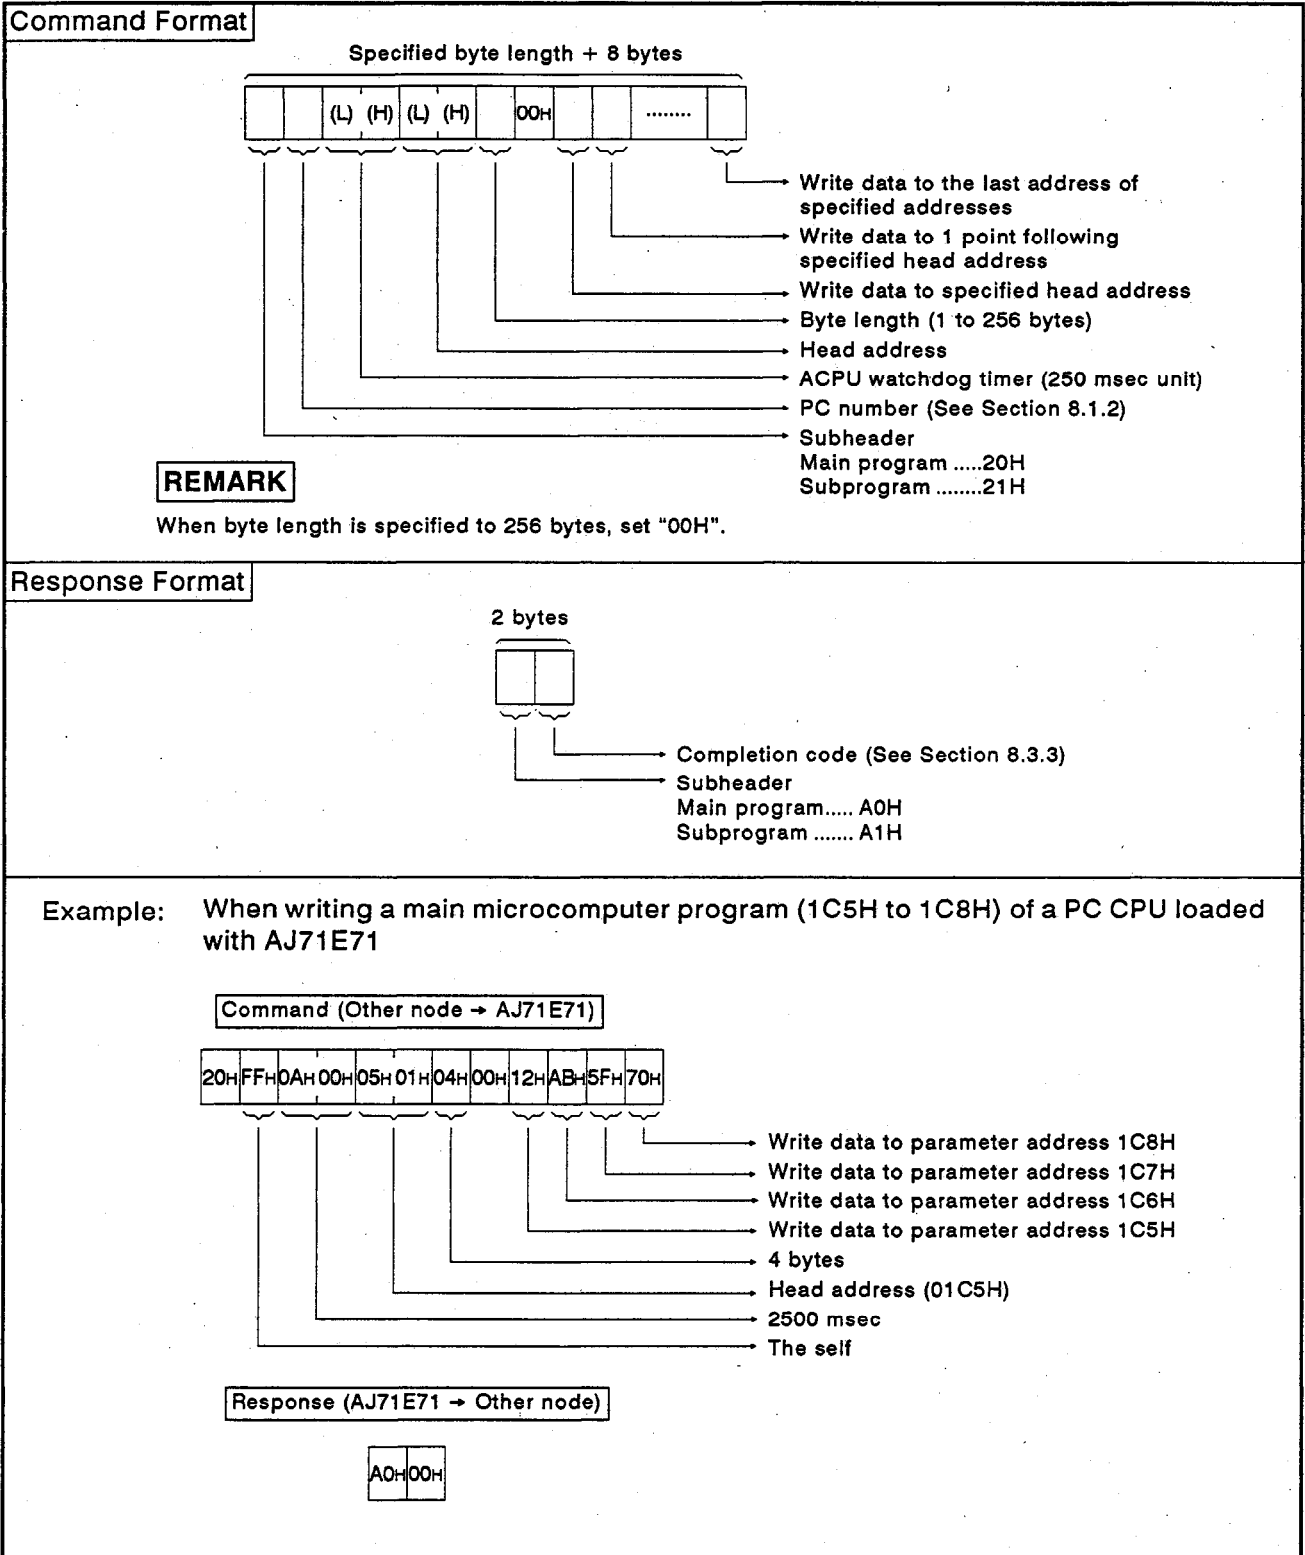 Command Format
Specified byte length + 8 bytes
(L) (H) (L) (H) 00H ........
Write data to the last address of
specified addresses
Write data to 1 point following
specified head address
Write data to specified head address
Byte length (1 to 256 bytes)
Head address
ACPU watchdog timer (250 msec unit)
PC number (See Section 8.1.2)
Subheader
Main program .....20H
Subprogram ........21H
REMARK
When byte length is specified to 256 bytes, set “00H”.
Response Format
2 bytes
Completion code (See Section 8.3.3)
Subheader
Main program..... A0H
Subprogram ....... A1H
Example: When writing a main microcomputer program (1C5H to 1C8H) of a PC CPU loaded
with AJ71E71
Command (Other node → AJ71E71)
20H FFH 0AH 00H 05H 01H 04H 00H 12H ABH 5FH 70H
Write data to parameter address 1C8H
Write data to parameter address 1C7H
Write data to parameter address 1C6H
Write data to parameter address 1C5H
4 bytes
Head address (01C5H)
2500 msec
The self
Response (AJ71E71 → Other node)
A0H 00H